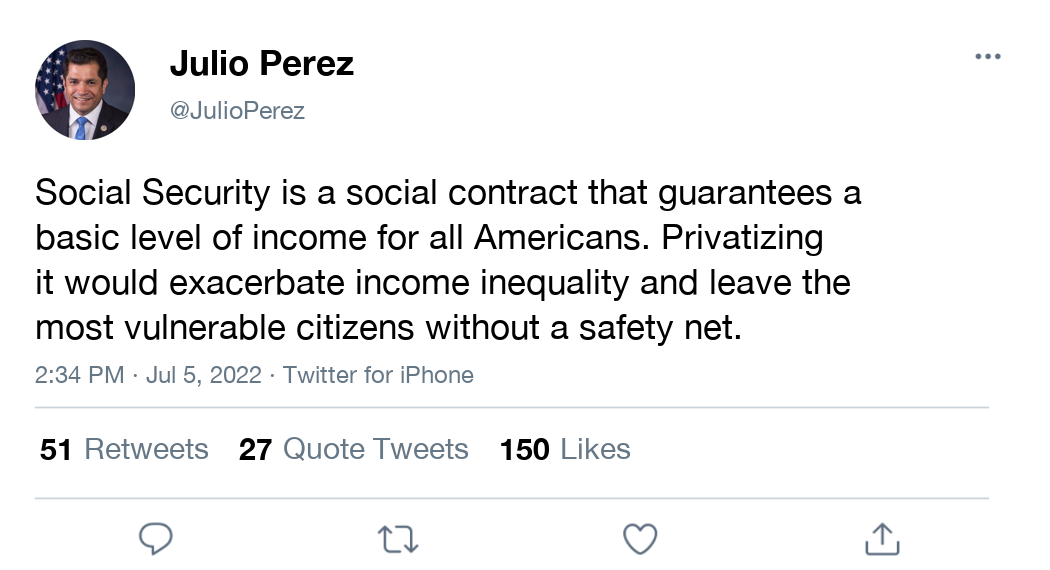 Julio Perez
@JulioPerez
Social Security is a social contract that guarantees a
basic level of income for all Americans. Privatizing
it would exacerbate income inequality and leave the
most vulnerable citizens without a safety net.
2:34 PM · Jul 5, 2022 · Twitter for iPhone
51 Retweets 27 Quote Tweets 150 Likes